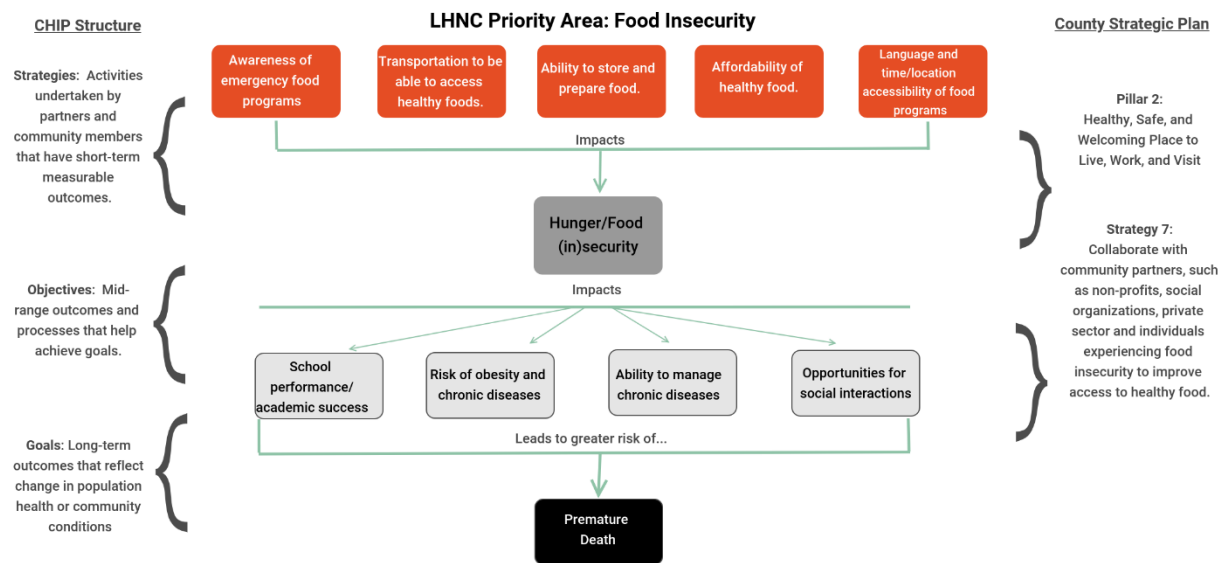 LHNC Priority Area: Food Insecurity
CHIP Structure
Strategies: Activities
undertaken by
partners and
community members
that have short-term
measurable
outcomes.
Objectives: Mid-
range outcomes and
processes that help
achieve goals.
Goals: Long-term
outcomes that reflect
change in population
health or community
conditions
Awareness of
emergency food
programs
Transportation to be
able to access
healthy foods.
Ability to store and
prepare food.
Affordability of
healthy food.
Language and
time/location
accessibility of food
programs
Impacts
Hunger/Food
(in)security
Impacts
School
performance/
academic success
Risk of obesity and
chronic diseases
Ability to manage
chronic diseases
Opportunities for
social interactions
Leads to greater risk of...
Premature
Death
County Strategic Plan
Pillar 2:
Healthy, Safe, and
Welcoming Place to
Live, Work, and Visit
Strategy 7:
Collaborate with
community partners, such
as non-profits, social
organizations, private
sector and individuals
experiencing food
insecurity to improve
access to healthy food.